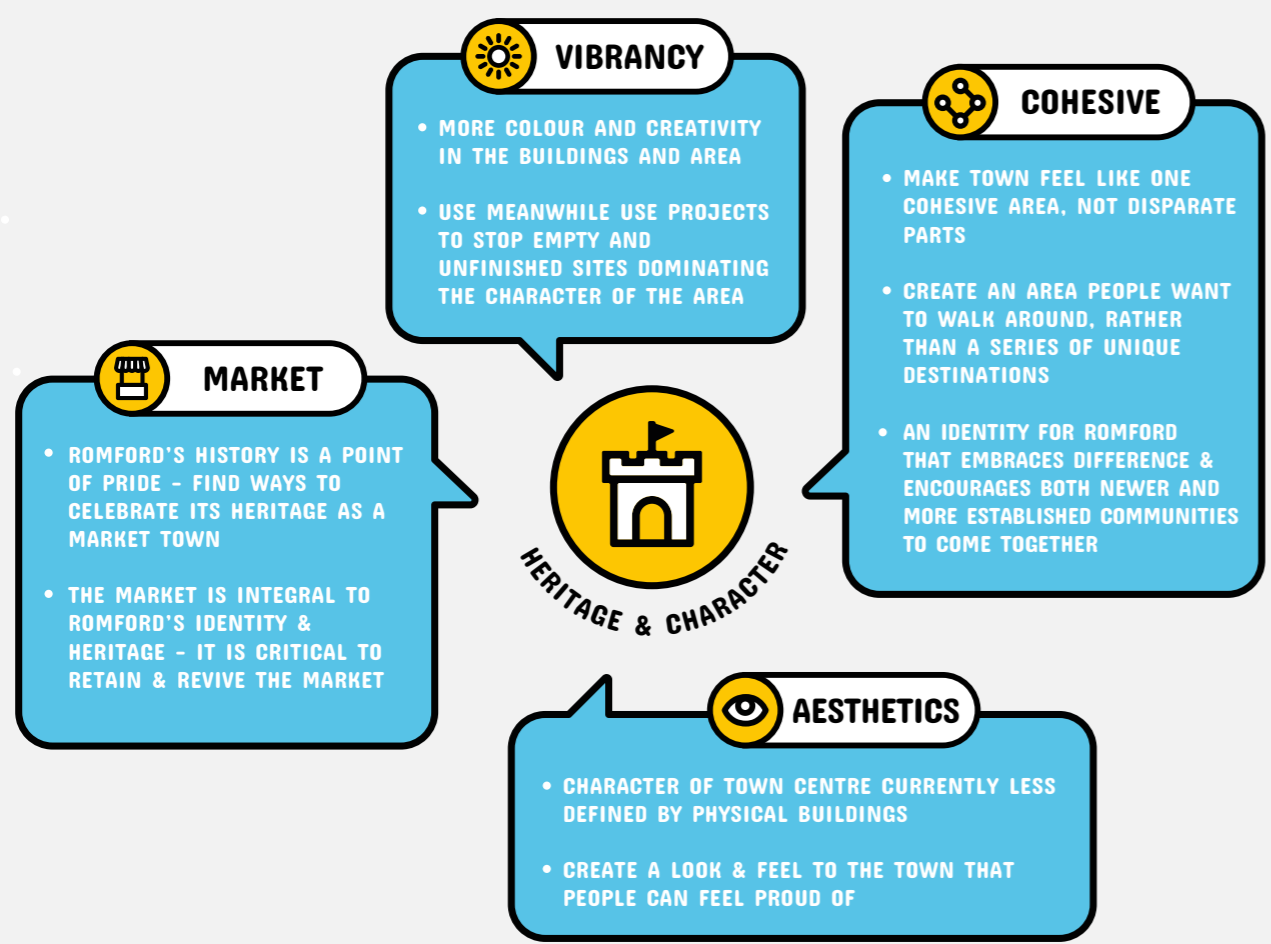 VIBRANCY
• MORE COLOUR AND CREATIVITY
IN THE BUILDINGS AND AREA
• USE MEANWHILE USE PROJECTS
TO STOP EMPTY AND
UNFINISHED SITES DOMINATING
THE CHARACTER OF THE AREA
COHESIVE
• MAKE TOWN FEEL LIKE ONE
COHESIVE AREA, NOT DISPARATE
PARTS
• CREATE AN AREA PEOPLE WANT
TO WALK AROUND, RATHER
THAN A SERIES OF UNIQUE
DESTINATIONS
• AN IDENTITY FOR ROMFORD
THAT EMBRACES DIFFERENCE &
ENCOURAGES BOTH NEWER AND
MORE ESTABLISHED COMMUNITIES
TO COME TOGETHER
MARKET
• ROMFORD'S HISTORY IS A POINT
OF PRIDE - FIND WAYS TO
CELEBRATE ITS HERITAGE AS A
MARKET TOWN
• THE MARKET IS INTEGRAL TO
ROMFORD'S IDENTITY &
HERITAGE - IT IS CRITICAL TO
RETAIN & REVIVE THE MARKET
HERITAGE & CHARACTER
AESTHETICS
• CHARACTER OF TOWN CENTRE CURRENTLY LESS
DEFINED BY PHYSICAL BUILDINGS
• CREATE A LOOK & FEEL TO THE TOWN THAT
PEOPLE CAN FEEL PROUD OF